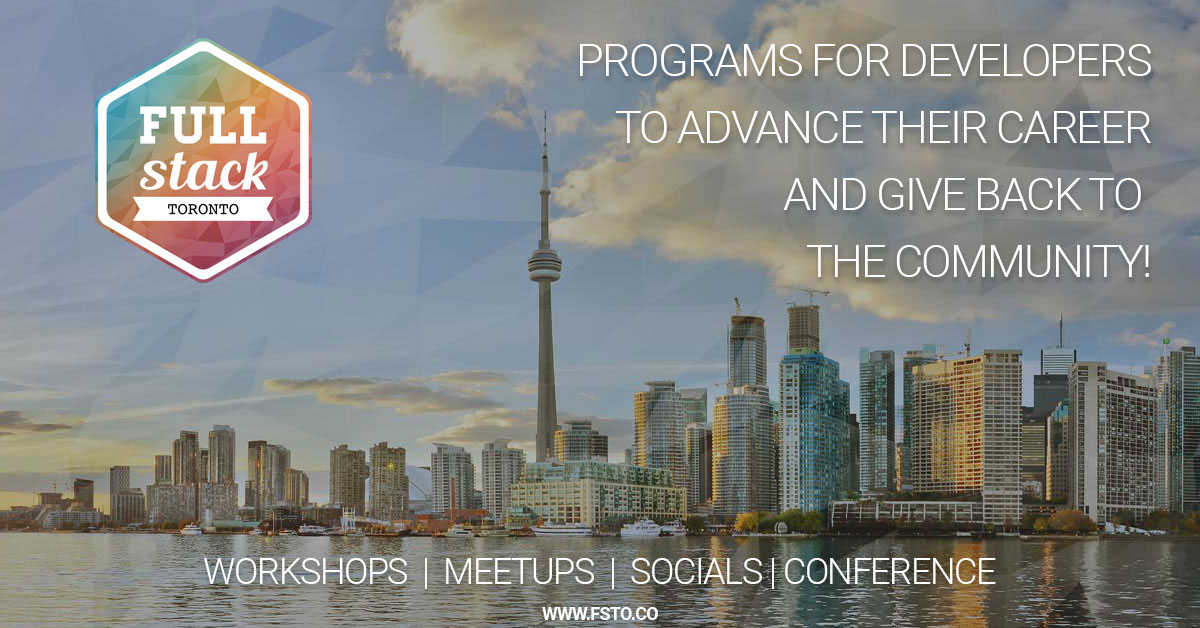 FULL
stack
TORONTO
PROGRAMS FOR DEVELOPERS
TO ADVANCE THEIR CAREER
AND GIVE BACK TO
THE COMMUNITY!
WORKSHOPS | MEETUPS | SOCIALS | CONFERENCE
WWW.FSTO.CO